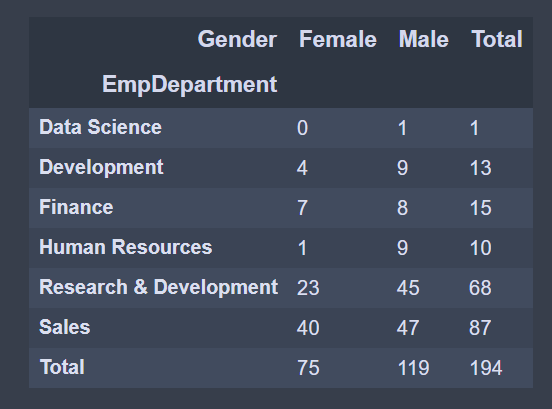 Gender Female Male Total
EmpDepartment
Data Science 0 1 1
Development 4 9 13
Finance 7 8 15
Human Resources 1 9 10
Research & Development 23 45 68
Sales 40 47 87
Total 75 119 194